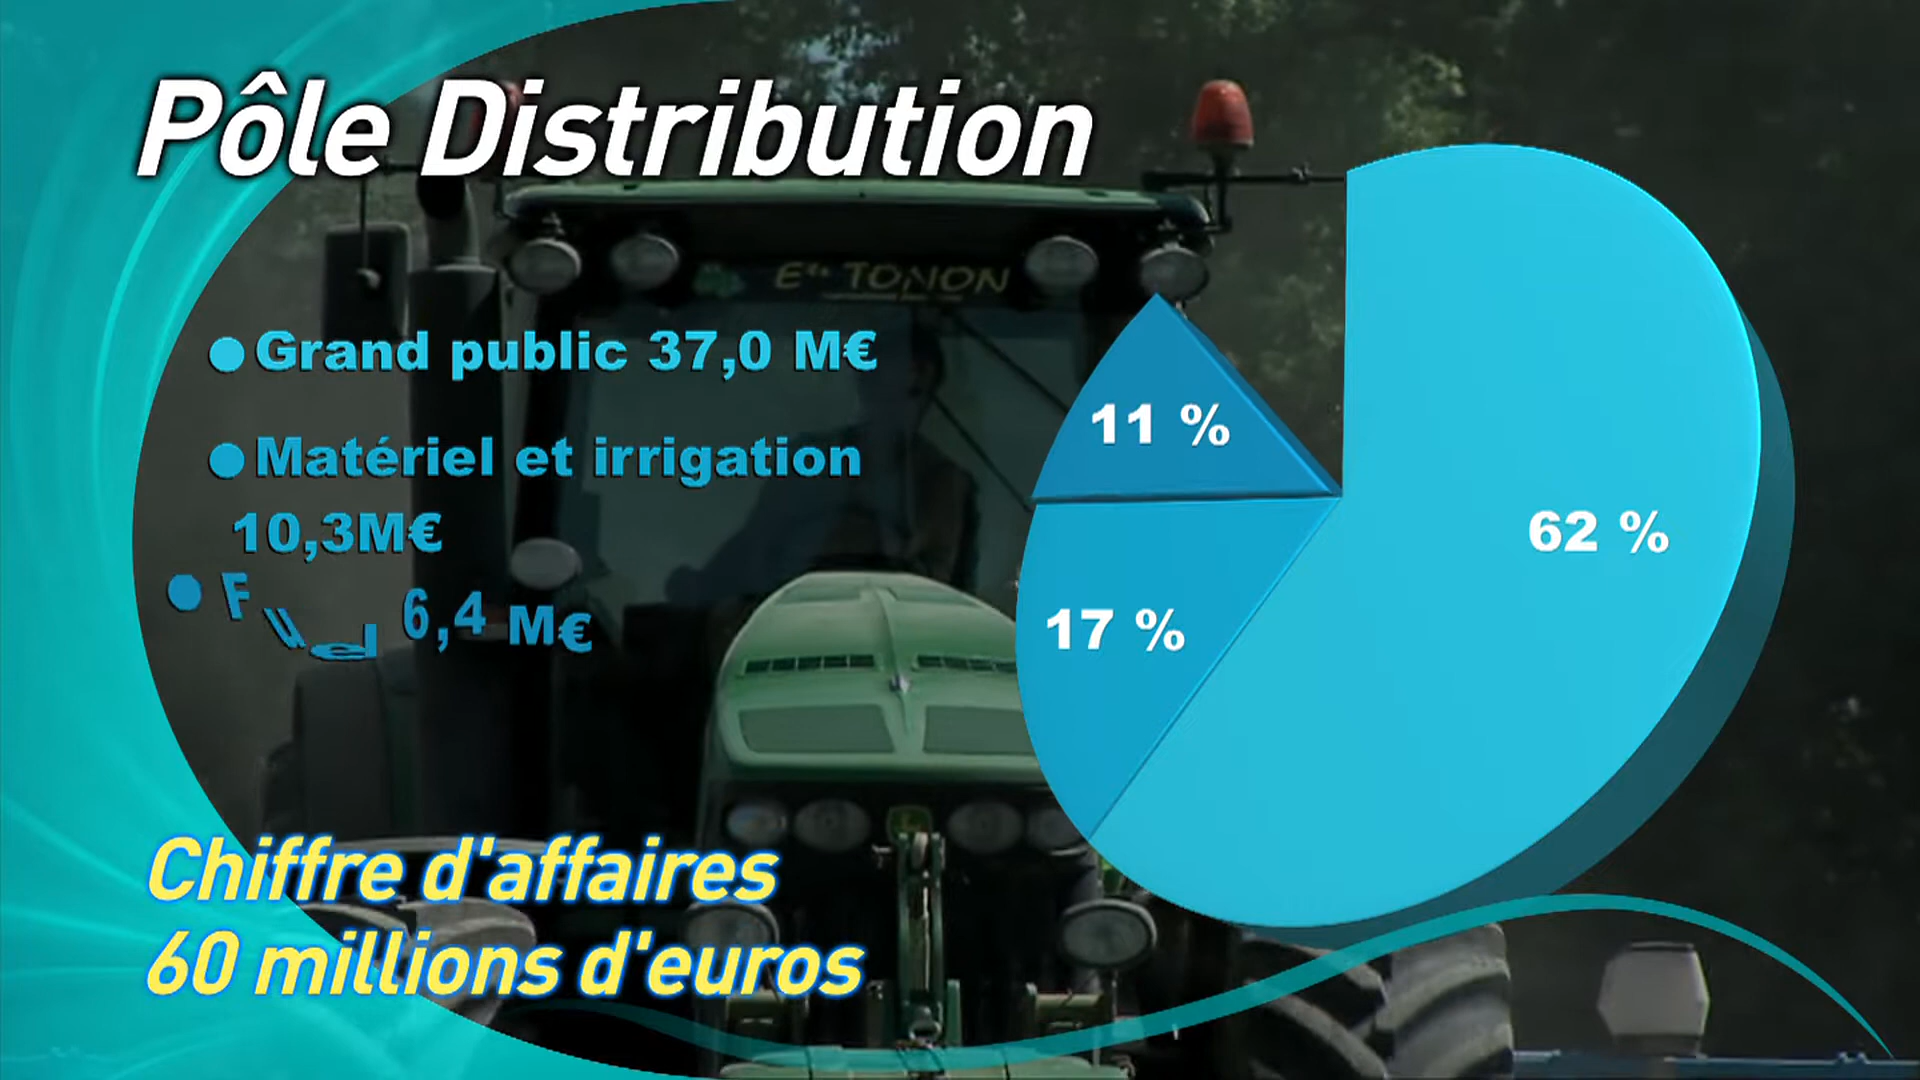 Pôle Distribution
Ets TONON
Grand public 37,0 M€
Matériel et irrigation
10,3M€
Fuel 6,4 M€
11 %
62 %
17 %
Chiffre d'affaires
60 millions d'euros